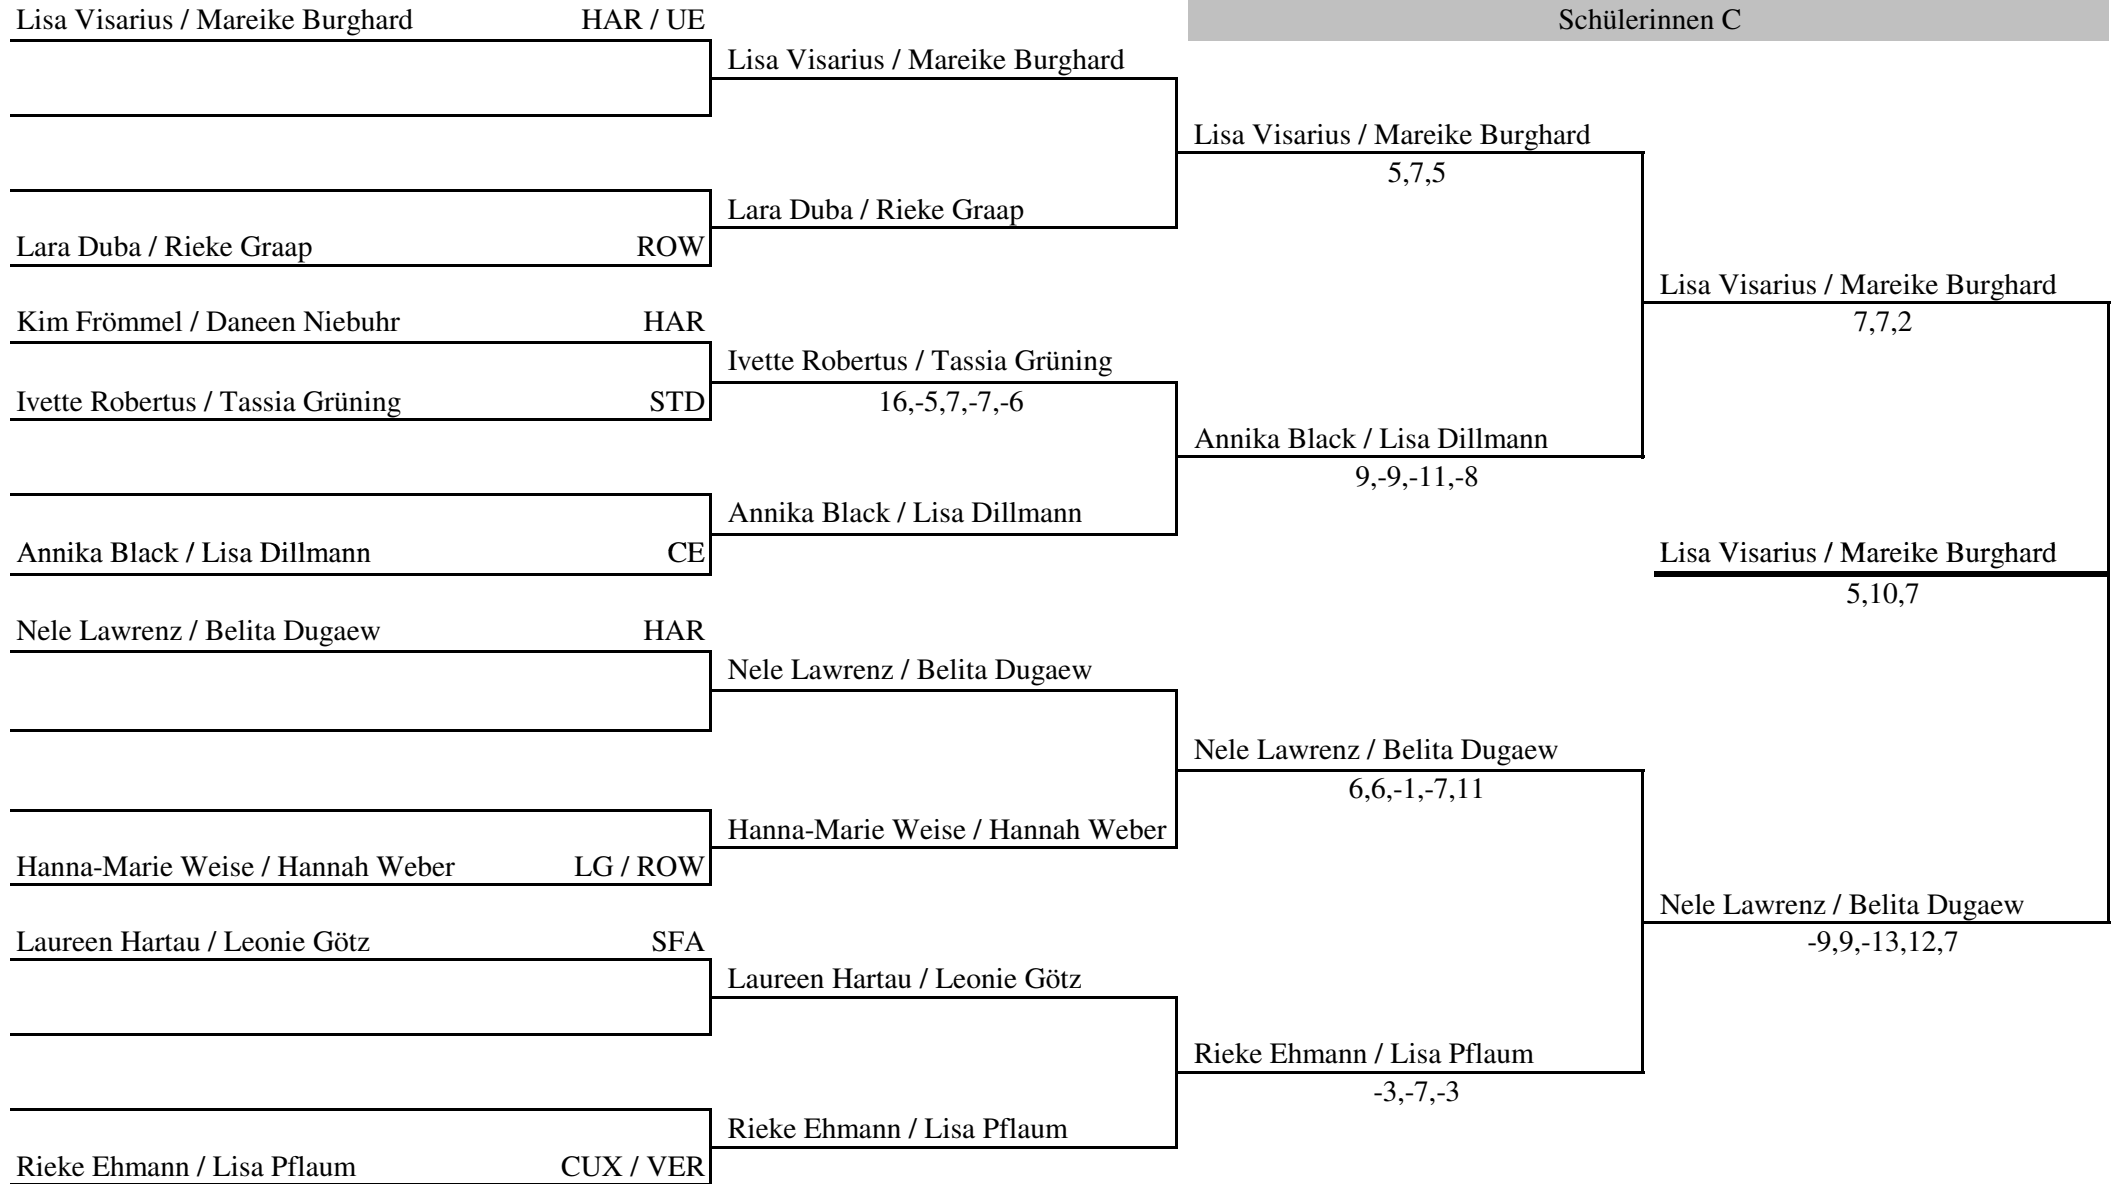 Lisa Visarius / Mareike Burghard HAR / UE
Schülerinnen C
Lisa Visarius / Mareike Burghard
Lisa Visarius / Mareike Burghard
5,7,5
Lara Duba / Rieke Graap
Lara Duba / Rieke Graap ROW
Lisa Visarius / Mareike Burghard
7,7,2
Kim Frömmel / Daneen Niebuhr HAR
Ivette Robertus / Tassia Grüning
16,-5,7,-7,-6
Ivette Robertus / Tassia Grüning STD
Annika Black / Lisa Dillmann
9,-9,-11,-8
Annika Black / Lisa Dillmann
Annika Black / Lisa Dillmann CE
Lisa Visarius / Mareike Burghard
5,10,7
Nele Lawrenz / Belita Dugaew HAR
Nele Lawrenz / Belita Dugaew
Nele Lawrenz / Belita Dugaew
6,6,-1,-7,11
Hanna-Marie Weise / Hannah Weber
Hanna-Marie Weise / Hannah Weber LG / ROW
Nele Lawrenz / Belita Dugaew
-9,9,-13,12,7
Laureen Hartau / Leonie Götz SFA
Laureen Hartau / Leonie Götz
Rieke Ehmann / Lisa Pflaum
-3,-7,-3
Rieke Ehmann / Lisa Pflaum
Rieke Ehmann / Lisa Pflaum CUX / VER